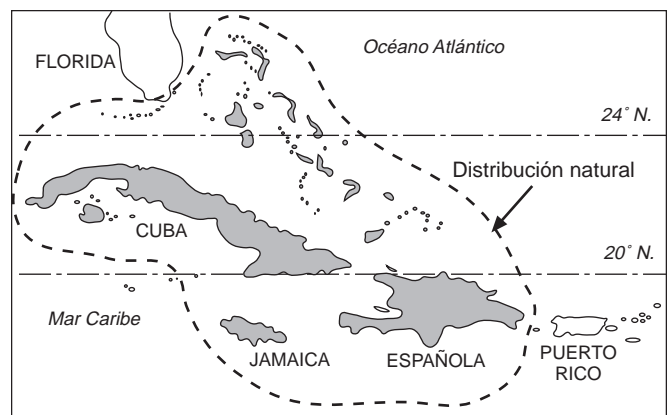 Océano Atlántico
FLORIDA
24° N.
Distribución natural
CUBA
20° N.
Mar Caribe
JAMAICA
ESPAÑOLA
PUERTO
RICO